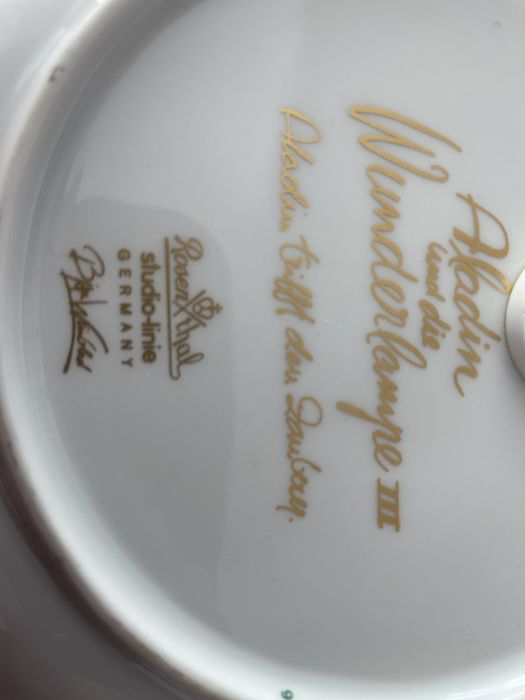 Aladin
und die
Wunderlampe III
Aladin trifft den Zauberer.
Rosenthal
studio-linie
GERMANY